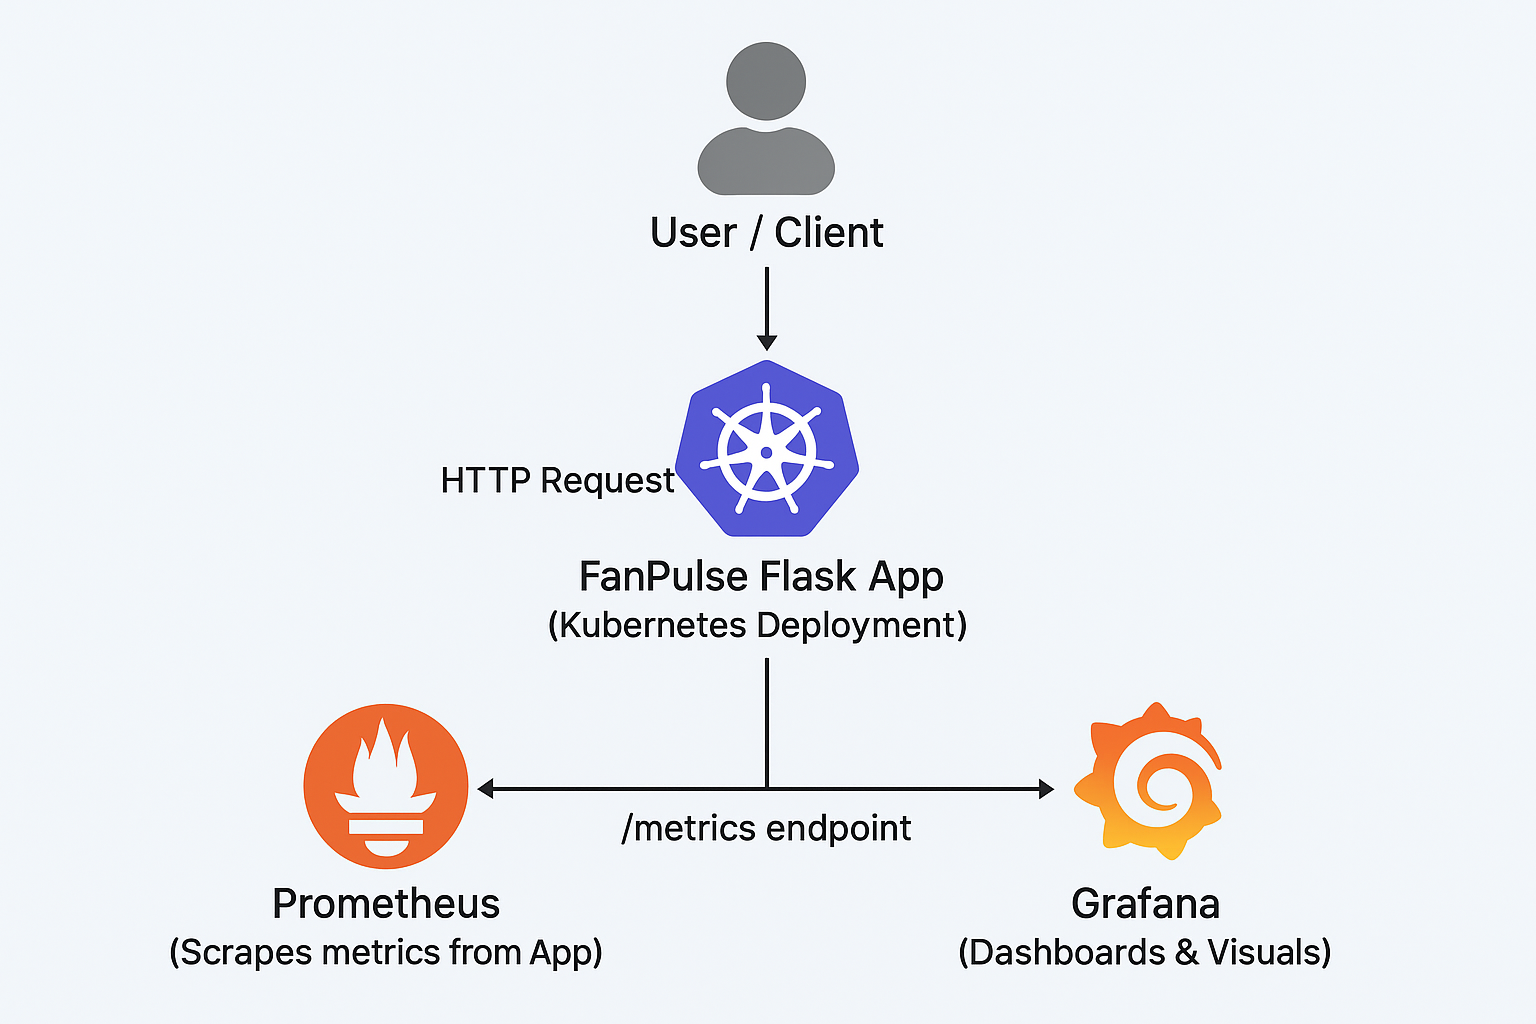 User / Client
HTTP Request
FanPulse Flask App
(Kubernetes Deployment)
/metrics endpoint
Prometheus
(Scrapes metrics from App)
Grafana
(Dashboards & Visuals)